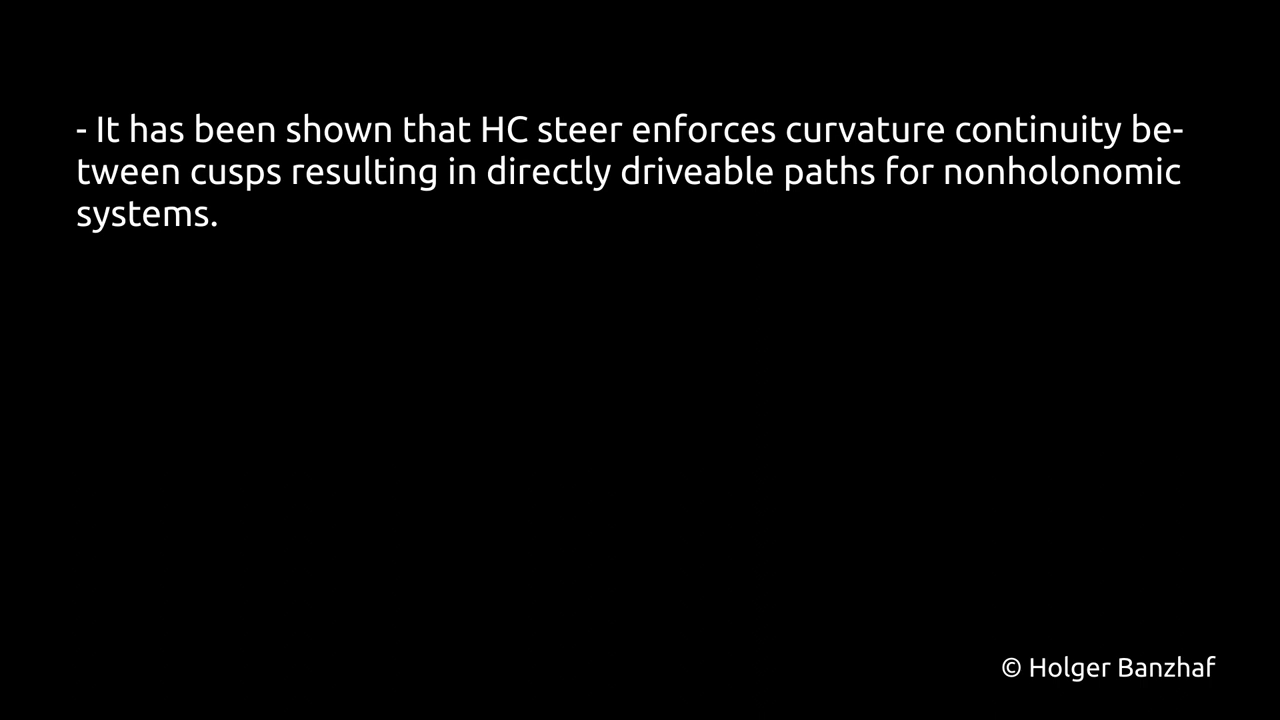 - It has been shown that HC steer enforces curvature continuity be-
tween cusps resulting in directly driveable paths for nonholonomic
systems.
© Holger Banzhaf